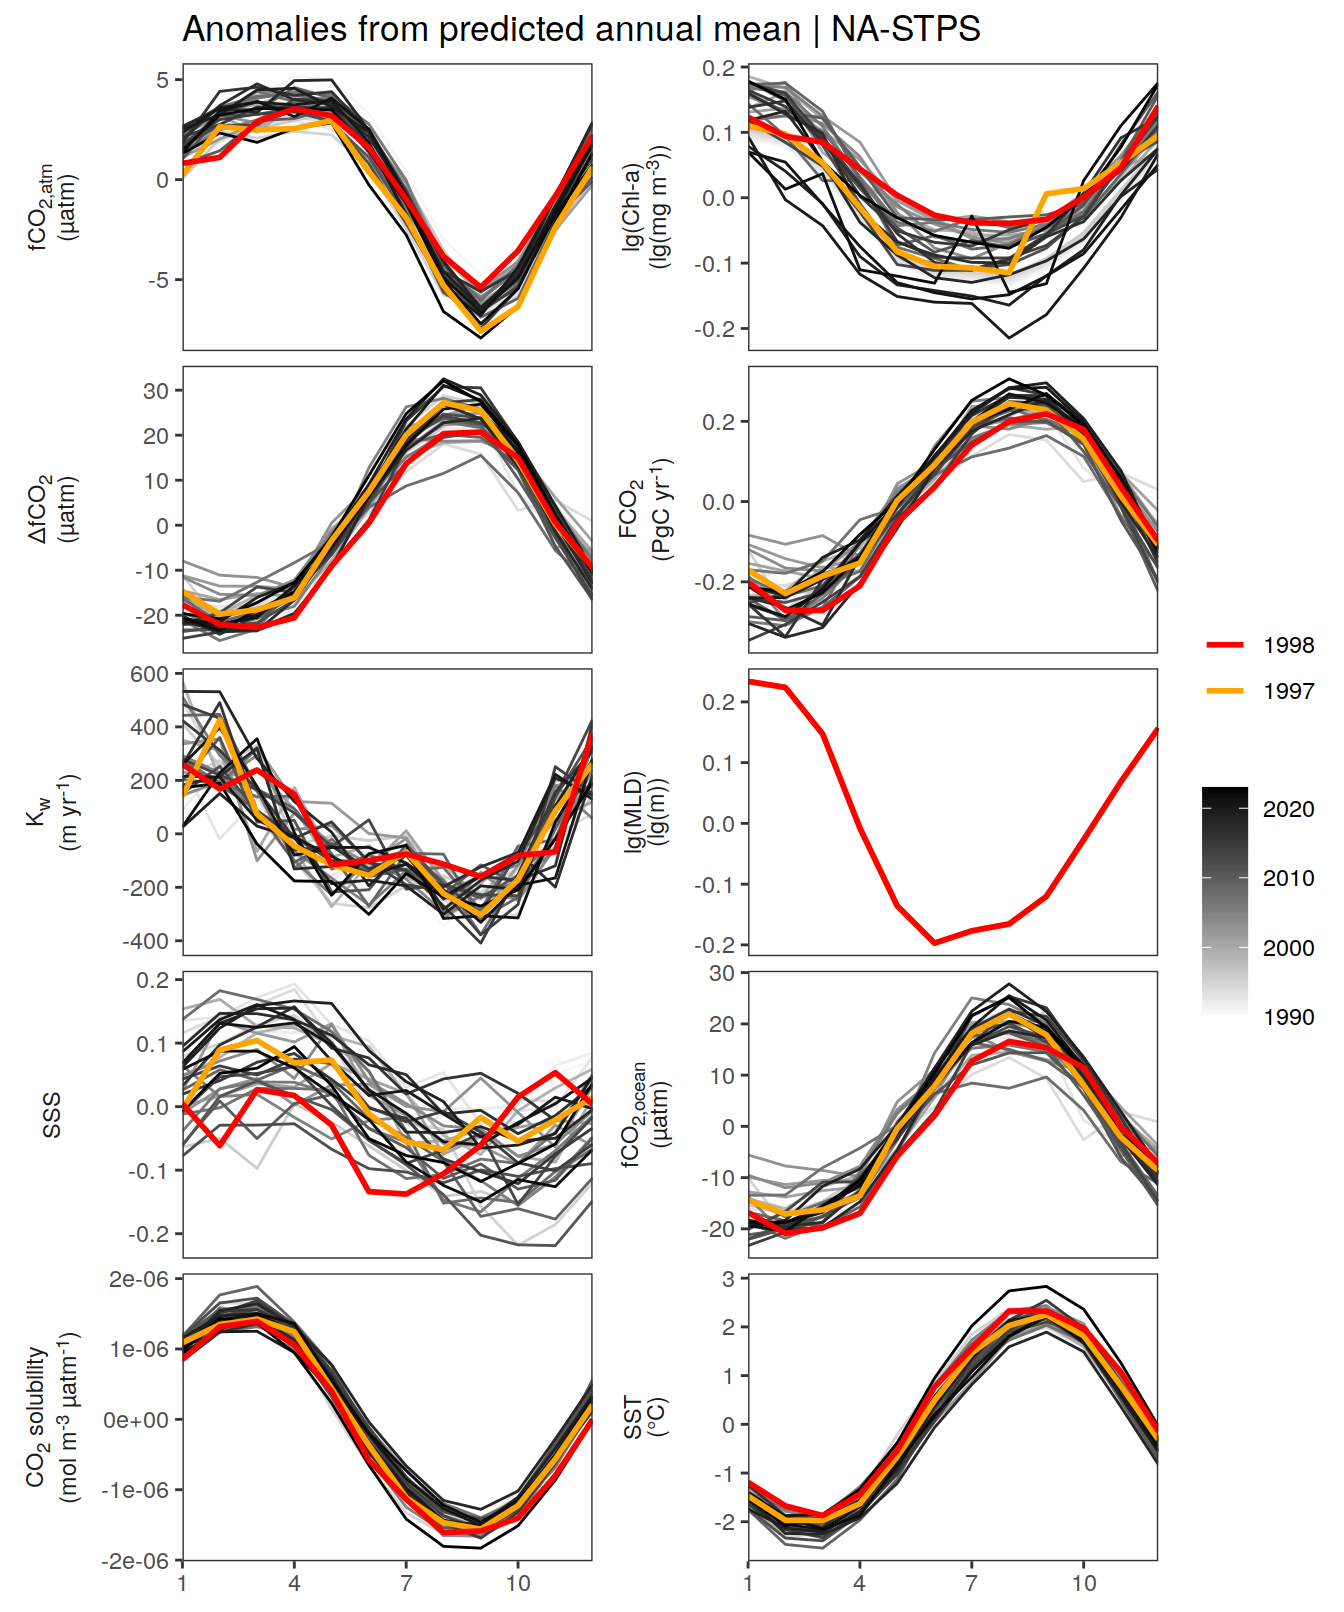 Anomalies from predicted annual mean | NA-STPS
fCO2,atm
(µatm)
5
0
-5
lg(Chl-a)
(lg(mg m-3))
0.2
0.1
0.0
-0.1
-0.2
ΔfCO2
(µatm)
30
20
10
0
-10
-20
FCO2
(PgC yr-1)
0.2
0.0
-0.2
Kw
(m yr-1)
600
400
200
0
-200
-400
lg(MLD)
(lg(m))
0.2
0.1
0.0
-0.1
-0.2
SSS
0.2
0.1
0.0
-0.1
-0.2
fCO2,ocean
(µatm)
30
20
10
0
-10
-20
CO2 solubility
(mol m-3 µatm-1)
2e-06
1e-06
0e+00
-1e-06
-2e-06
1 4 7 10
SST
(°C)
3
2
1
0
-1
-2
1 4 7 10
1998
1997
2020
2010
2000
1990